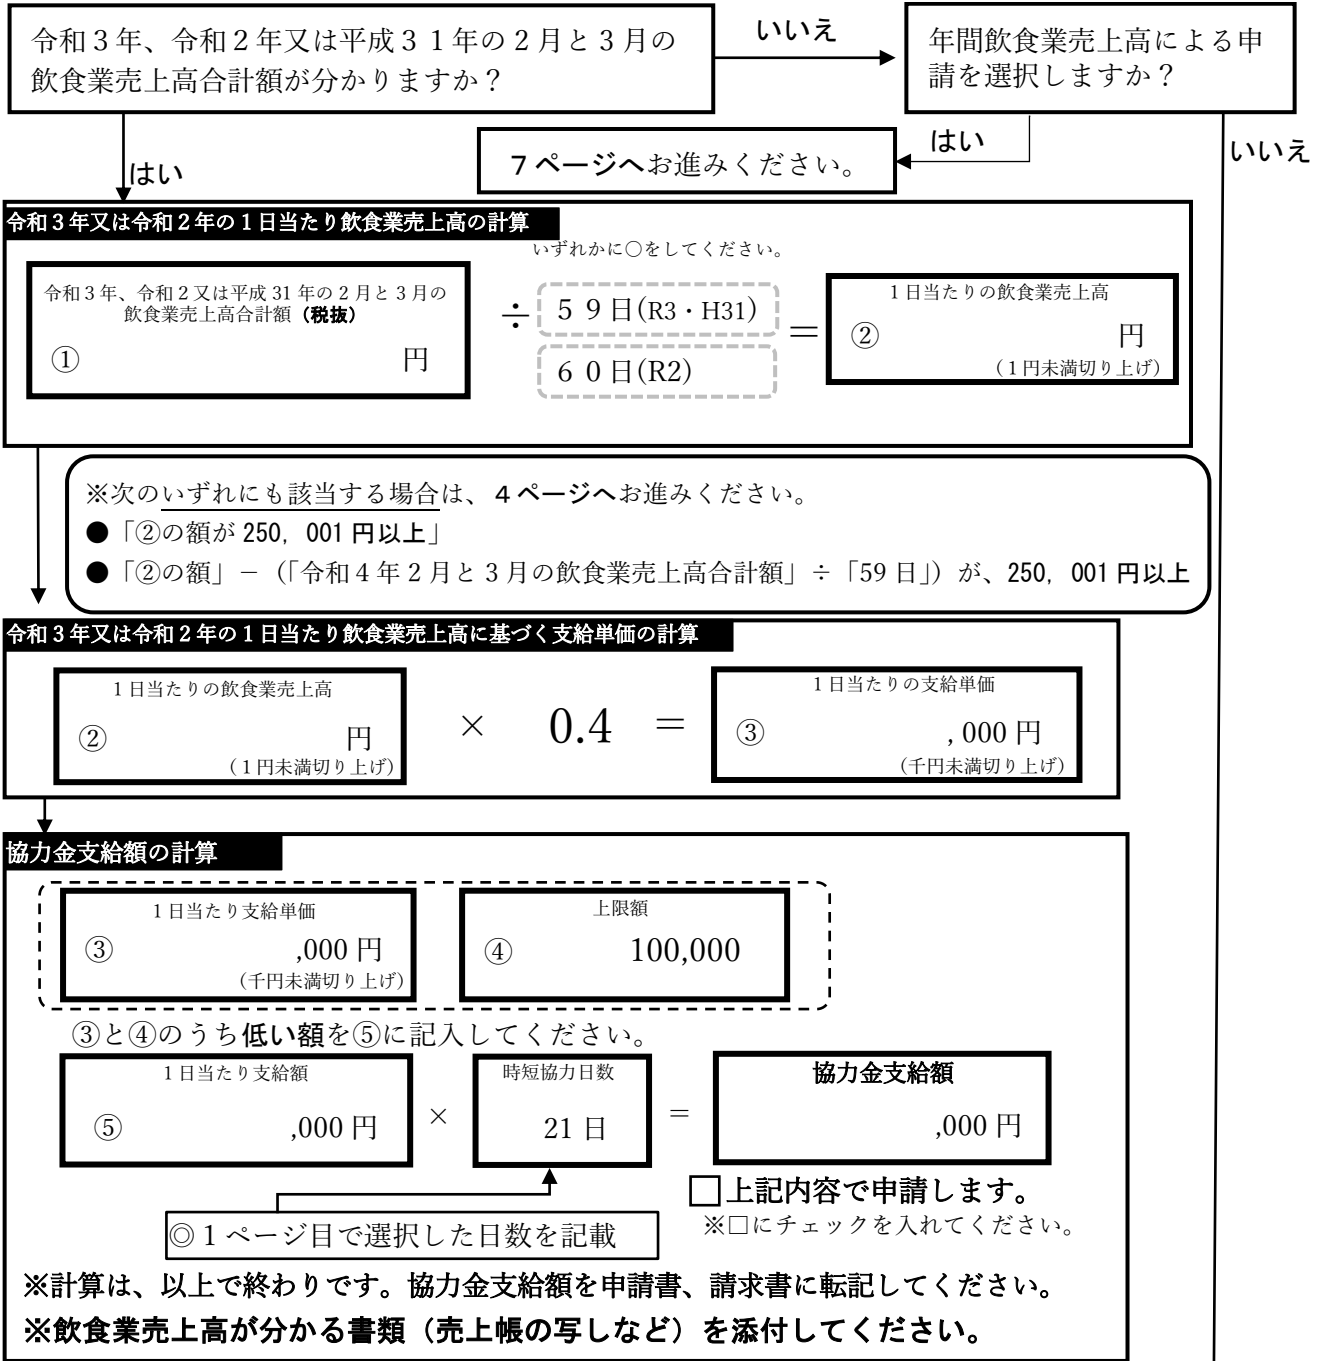 令和３年、令和２年又は平成３１年の２月と３月の
飲食業売上高合計額が分かりますか？
いいえ
年間飲食業売上高による申
請を選択しますか？
はい
７ページへお進みください。
はい
いいえ
令和３年又は令和２年の１日当たり飲食業売上高の計算
いずれかに○をしてください。
令和３年、令和２又は平成 31 年の２月と３月の
飲食業売上高合計額（税抜）
①　円
÷
５９日(R3・H31)
６０日(R2)
＝
１日当たりの飲食業売上高
②　円
（１円未満切り上げ）
※次のいずれにも該当する場合は、４ページへお進みください。
●「②の額が 250，001 円以上」
●「②の額」－（「令和４年２月と３月の飲食業売上高合計額」÷「59 日」）が、250，001 円以上
令和３年又は令和２年の１日当たり飲食業売上高に基づく支給単価の計算
１日当たりの飲食業売上高
②　円
（１円未満切り上げ）
×　0.4　＝
１日当たりの支給単価
③　，000 円
（千円未満切り上げ）
協力金支給額の計算
１日当たり支給単価
③　,000 円
（千円未満切り上げ）
上限額
④　100,000
③と④のうち低い額を⑤に記入してください。
１日当たり支給額
⑤　,000 円
×
時短協力日数
21 日
＝
協力金支給額
,000 円
□上記内容で申請します。
※□にチェックを入れてください。
◎１ページ目で選択した日数を記載
※計算は、以上で終わりです。協力金支給額を申請書、請求書に転記してください。
※飲食業売上高が分かる書類（売上帳の写しなど）を添付してください。